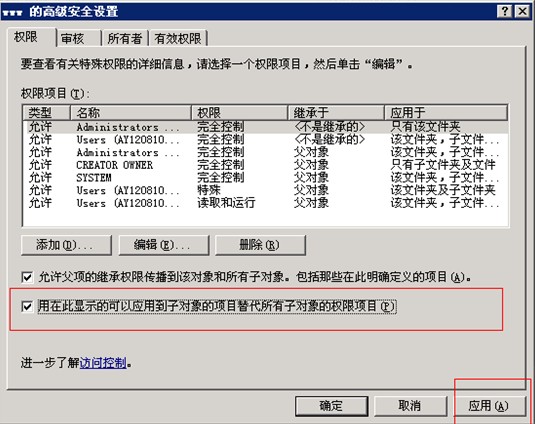 www 的高级安全设置
权限 审核 所有者 有效权限
要查看有关特殊权限的详细信息，请选择一个权限项目，然后单击“编辑”。
权限项目(T):
类型 名称 权限 继承于 应用于
允许 Administrators ... 完全控制 <不是继承的> 只有该文件夹
允许 Users (AY120810... 完全控制 <不是继承的> 该文件夹，子文件...
允许 Administrators ... 完全控制 父对象 该文件夹，子文件...
允许 CREATOR OWNER 完全控制 父对象 只有子文件夹及文件
允许 SYSTEM 完全控制 父对象 该文件夹，子文件...
允许 Users (AY120810... 特殊 父对象 该文件夹及子文件夹
允许 Users (AY120810... 读取和运行 父对象 该文件夹，子文件...
添加(D)... 编辑(E)... 删除(R)
允许父项的继承权限传播到该对象和所有子对象。包括那些在此明确定义的项目(A)。
用在此显示的可以应用到子对象的项目替代所有子对象的权限项目(P)
进一步了解访问控制。
确定 取消 应用(A)